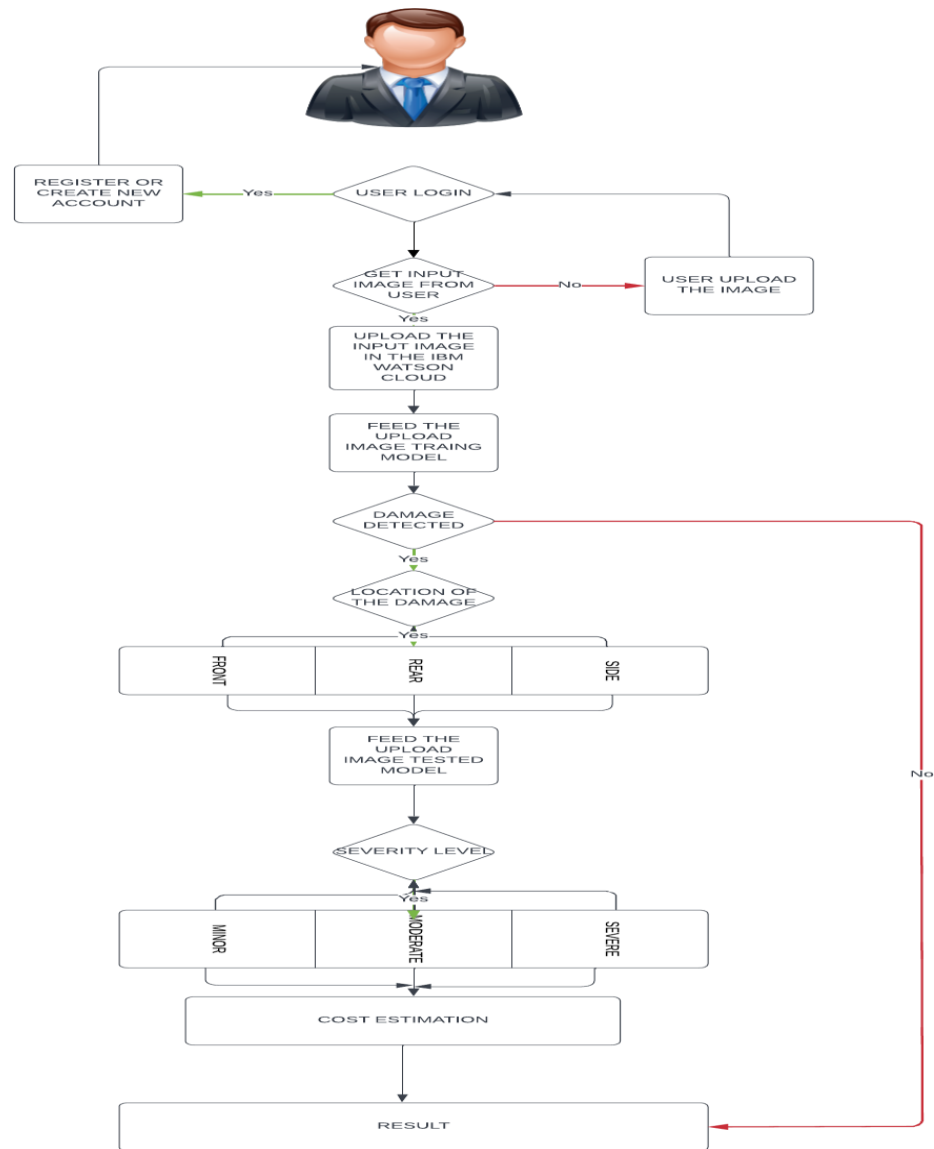 REGISTER OR
CREATE NEW
ACCOUNT
Yes
USER LOGIN
GET INPUT
IMAGE FROM
USER
No
USER UPLOAD
THE IMAGE
Yes
UPLOAD THE
INPUT IMAGE
IN THE IBM
WATSON
CLOUD
FEED THE
UPLOAD
IMAGE TRAING
MODEL
DAMAGE
DETECTED
Yes
LOCATION OF
THE DAMAGE
Yes
FRONT
REAR
SIDE
FEED THE
UPLOAD
IMAGE TESTED
MODEL
No
SEVERITY LEVEL
Yes
MINOR
MODERATE
SEVERE
COST ESTIMATION
RESULT